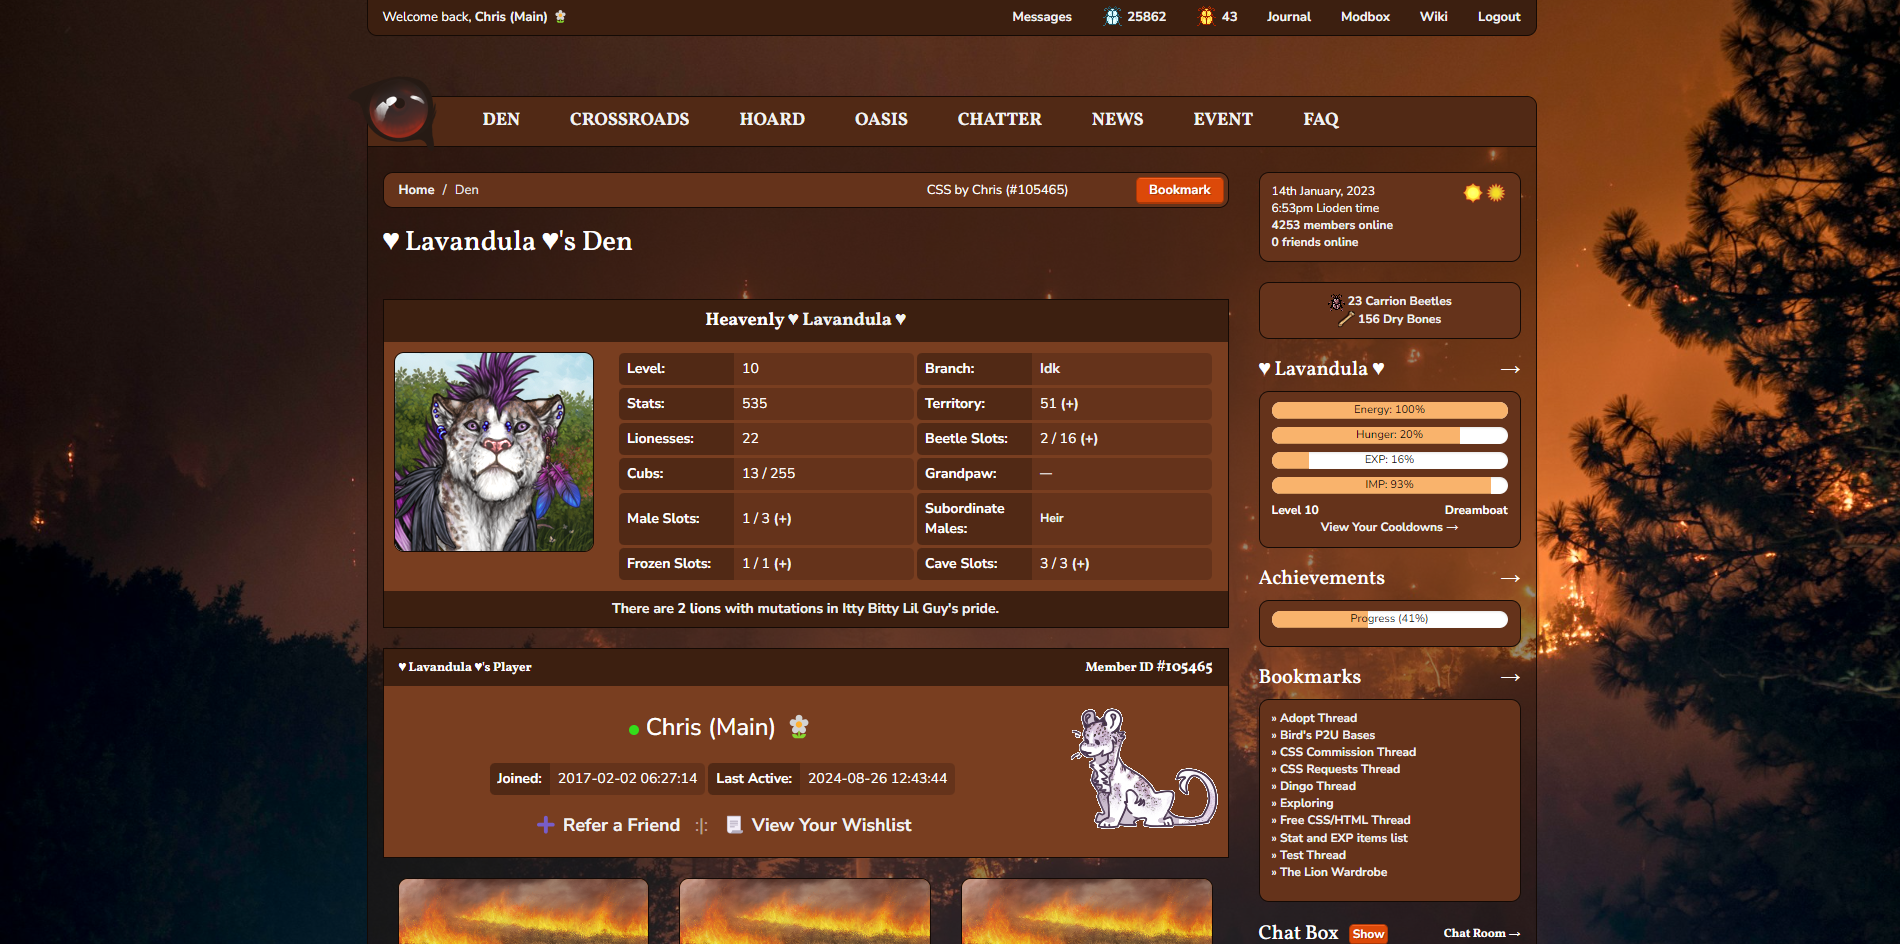 Welcome back, Chris (Main)
Messages 25862 43 Journal Modbox Wiki Logout
DEN CROSSROADS HOARD OASIS CHATTER NEWS EVENT FAQ
Home / Den CSS by Chris (#105465) Bookmark
♥ Lavandula ♥'s Den
Heavenly ♥ Lavandula ♥
Level: 10 Branch: Idk
Stats: 535 Territory: 51 (+)
Lionesses: 22 Beetle Slots: 2 / 16 (+)
Cubs: 13 / 255 Grandpaw: —
Male Slots: 1 / 3 (+) Subordinate Males: Heir
Frozen Slots: 1 / 1 (+) Cave Slots: 3 / 3 (+)
There are 2 lions with mutations in Itty Bitty Lil Guy's pride.
♥ Lavandula ♥'s Player Member ID #105465
Chris (Main)
Joined: 2017-02-02 06:27:14 Last Active: 2024-08-26 12:43:44
Refer a Friend :|: View Your Wishlist
14th January, 2023
6:53pm Lioden time
4253 members online
0 friends online
23 Carrion Beetles
156 Dry Bones
♥ Lavandula ♥ →
Energy: 100%
Hunger: 20%
EXP: 16%
IMP: 93%
Level 10 Dreamboat
View Your Cooldowns →
Achievements →
Progress (41%)
Bookmarks →
» Adopt Thread
» Bird's P2U Bases
» CSS Commission Thread
» CSS Requests Thread
» Dingo Thread
» Exploring
» Free CSS/HTML Thread
» Stat and EXP items list
» Test Thread
» The Lion Wardrobe
Chat Box Show Chat Room →